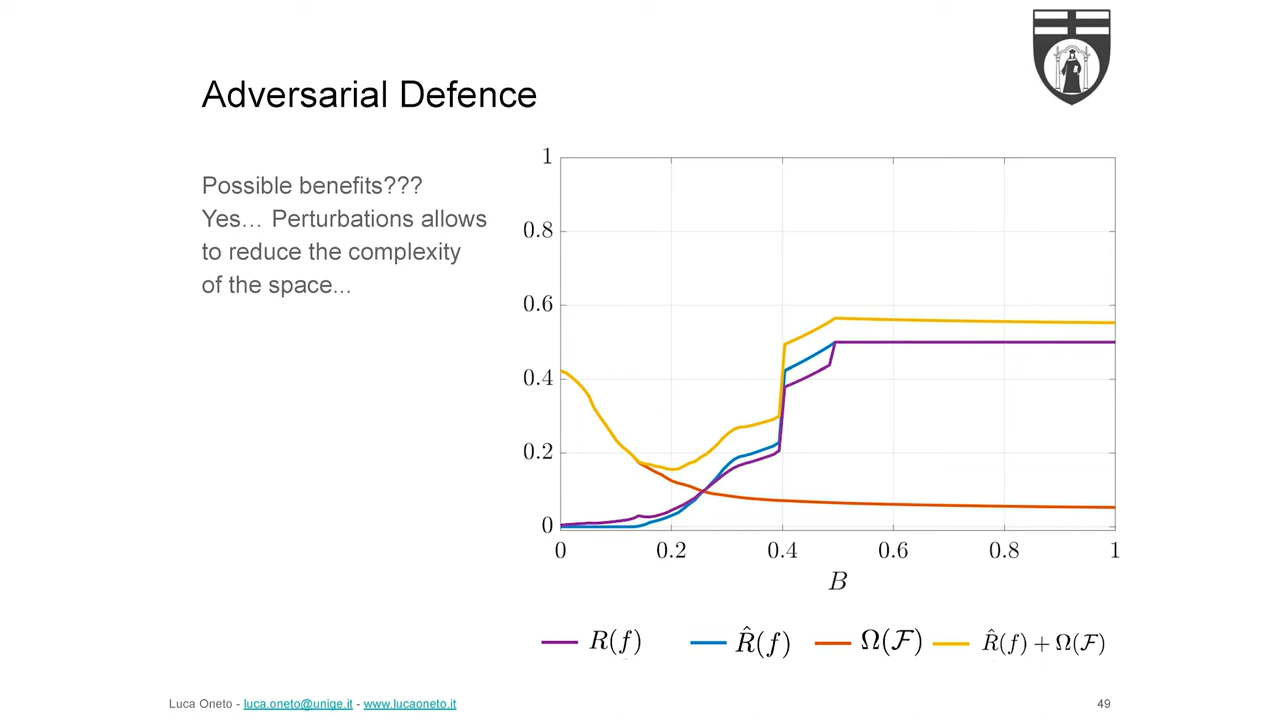 Adversarial Defence
Possible benefits???
Yes... Perturbations allows
to reduce the complexity
of the space...
1
0.8
0.6
0.4
0.2
0
0 0.2 0.4 0.6 0.8 1
B
R(f) R̂(f) Ω(ℱ) R̂(f) + Ω(ℱ)
Luca Oneto - luca.oneto@unige.it - www.lucaoneto.it 49